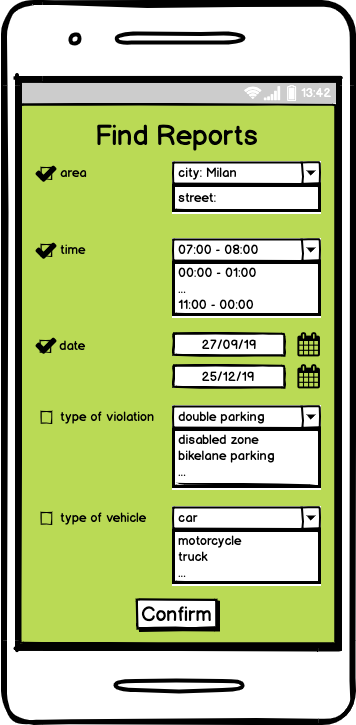 13:42
Find Reports
area
city: Milan
street:
time
07:00 - 08:00
00:00 - 01:00
...
11:00 - 00:00
date
27/09/19
25/12/19
type of violation
double parking
disabled zone
bikelane parking
...
type of vehicle
car
motorcycle
truck
...
Confirm